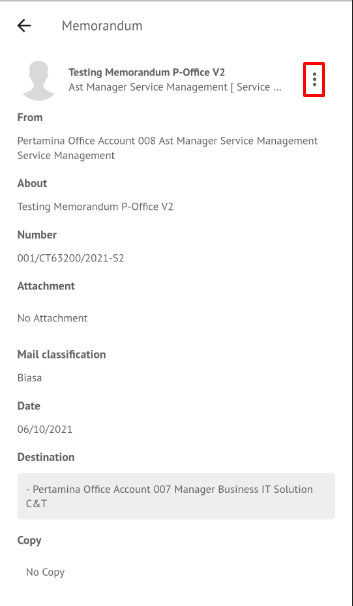 Memorandum
Testing Memorandum P-Office V2
Ast Manager Service Management [ Service ...
From
Pertamina Office Account 008 Ast Manager Service Management
Service Management
About
Testing Memorandum P-Office V2
Number
001/CT63200/2021-S2
Attachment
No Attachment
Mail classification
Biasa
Date
06/10/2021
Destination
- Pertamina Office Account 007 Manager Business IT Solution
C&T
Copy
No Copy